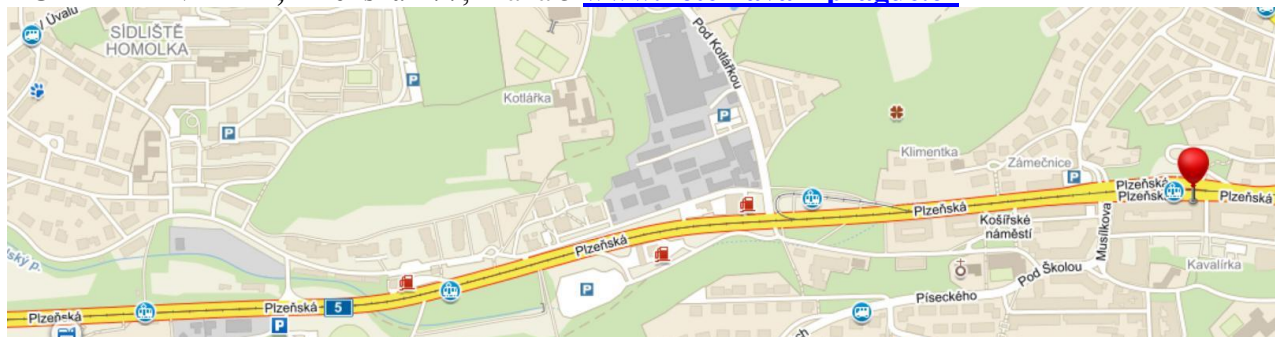 V Úvalu
SÍDLIŠTĚ
HOMOLKA
P
Pod Kotlářkou
Kotlářka
P
P
Klimentka
Zámečnice
P
Plzeňská
Plzeňská
Plzeňská
Plzeňská
Košířské
náměstí
Musílkova
Plzeňská
Pod Školou
Kavalírka
P
Píseckého
Plzeňská
5
Plzeňská
P